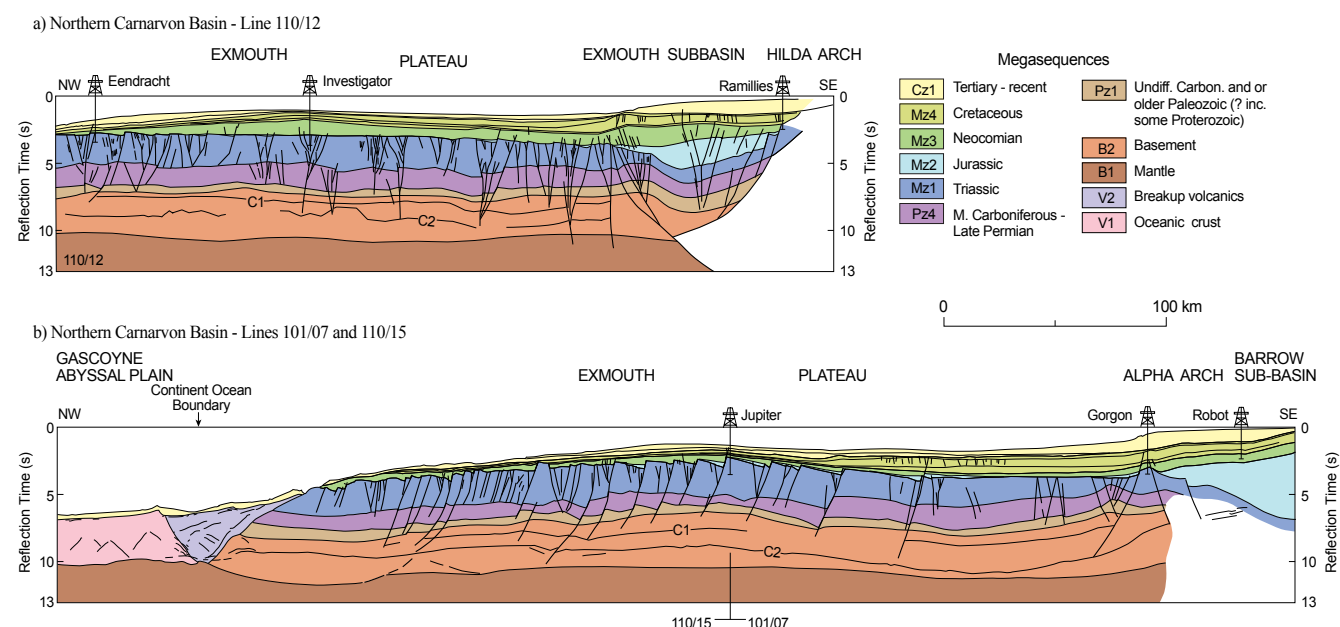 a) Northern Carnarvon Basin - Line 110/12
EXMOUTH
PLATEAU
EXMOUTH SUBBASIN
HILDA ARCH
NW
Eendracht
Investigator
Ramillies
SE
0
5
10
13
Reflection Time (s)
C1
C2
110/12
0
5
10
13
Reflection Time (s)
Megasequences
Cz1 Tertiary - recent
Mz4 Cretaceous
Mz3 Neocomian
Mz2 Jurassic
Mz1 Triassic
Pz4 M. Carboniferous -
Late Permian
Pz1 Undiff. Carbon. and or
older Paleozoic (? inc.
some Proterozoic)
B2 Basement
B1 Mantle
V2 Breakup volcanics
V1 Oceanic crust
0 100 km
b) Northern Carnarvon Basin - Lines 101/07 and 110/15
GASCOYNE
ABYSSAL PLAIN
Continent Ocean
Boundary
EXMOUTH
PLATEAU
ALPHA ARCH
BARROW
SUB-BASIN
NW
Jupiter
Gorgon
Robot
SE
0
5
10
13
Reflection Time (s)
C1
C2
0
5
10
13
Reflection Time (s)
110/15 101/07